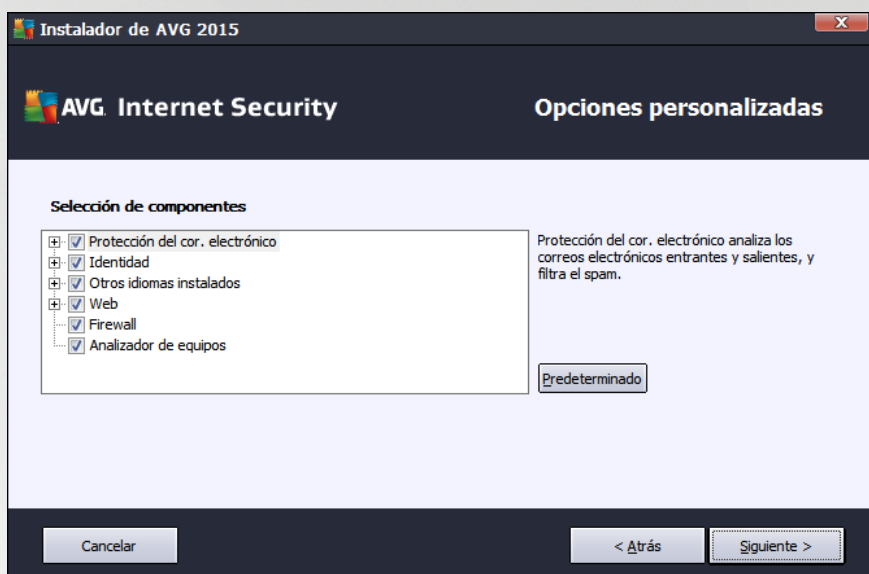 Instalador de AVG 2015
X
AVG. Internet Security
Opciones personalizadas
Selección de componentes
Protección del cor. electrónico
Identidad
Otros idiomas instalados
Web
Firewall
Analizador de equipos
Protección del cor. electrónico analiza los
correos electrónicos entrantes y salientes, y
filtra el spam.
Predeterminado
Cancelar
< Atrás
Siguiente >